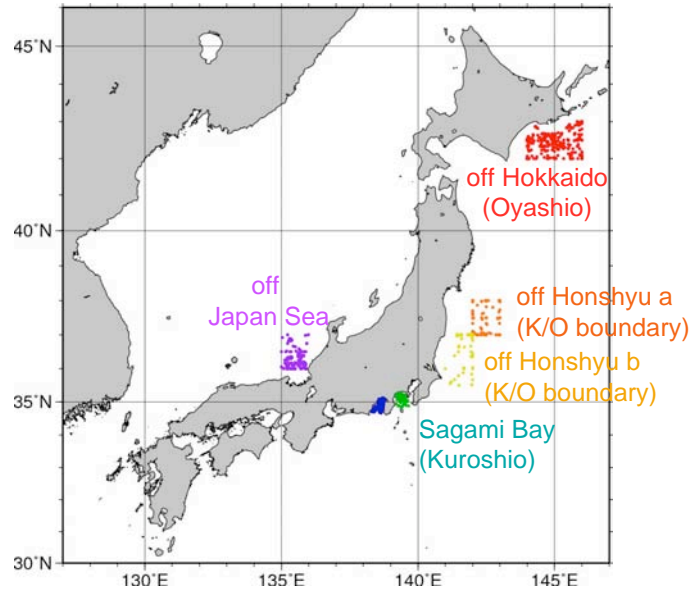 45˚N
off Hokkaido
(Oyashio)
40˚N
off
Japan Sea
off Honshyu a
(K/O boundary)
off Honshyu b
(K/O boundary)
35˚N
Sagami Bay
(Kuroshio)
30˚N
130˚E
135˚E
140˚E
145˚E